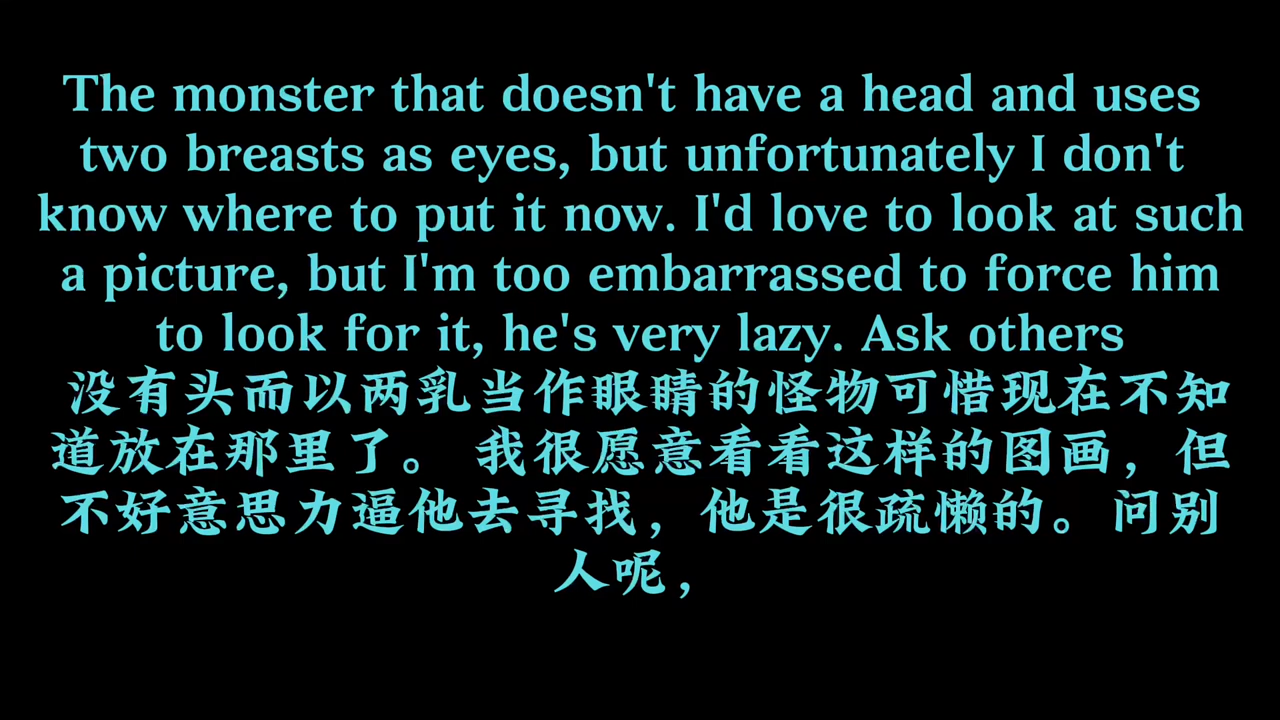 The monster that doesn't have a head and uses
two breasts as eyes, but unfortunately I don't
know where to put it now. I'd love to look at such
a picture, but I'm too embarrassed to force him
to look for it, he's very lazy. Ask others
没有头而以两乳当作眼睛的怪物可惜现在不知
道放在那里了。 我很愿意看看这样的图画，但
不好意思力逼他去寻找，他是很疏懒的。问别
人呢，